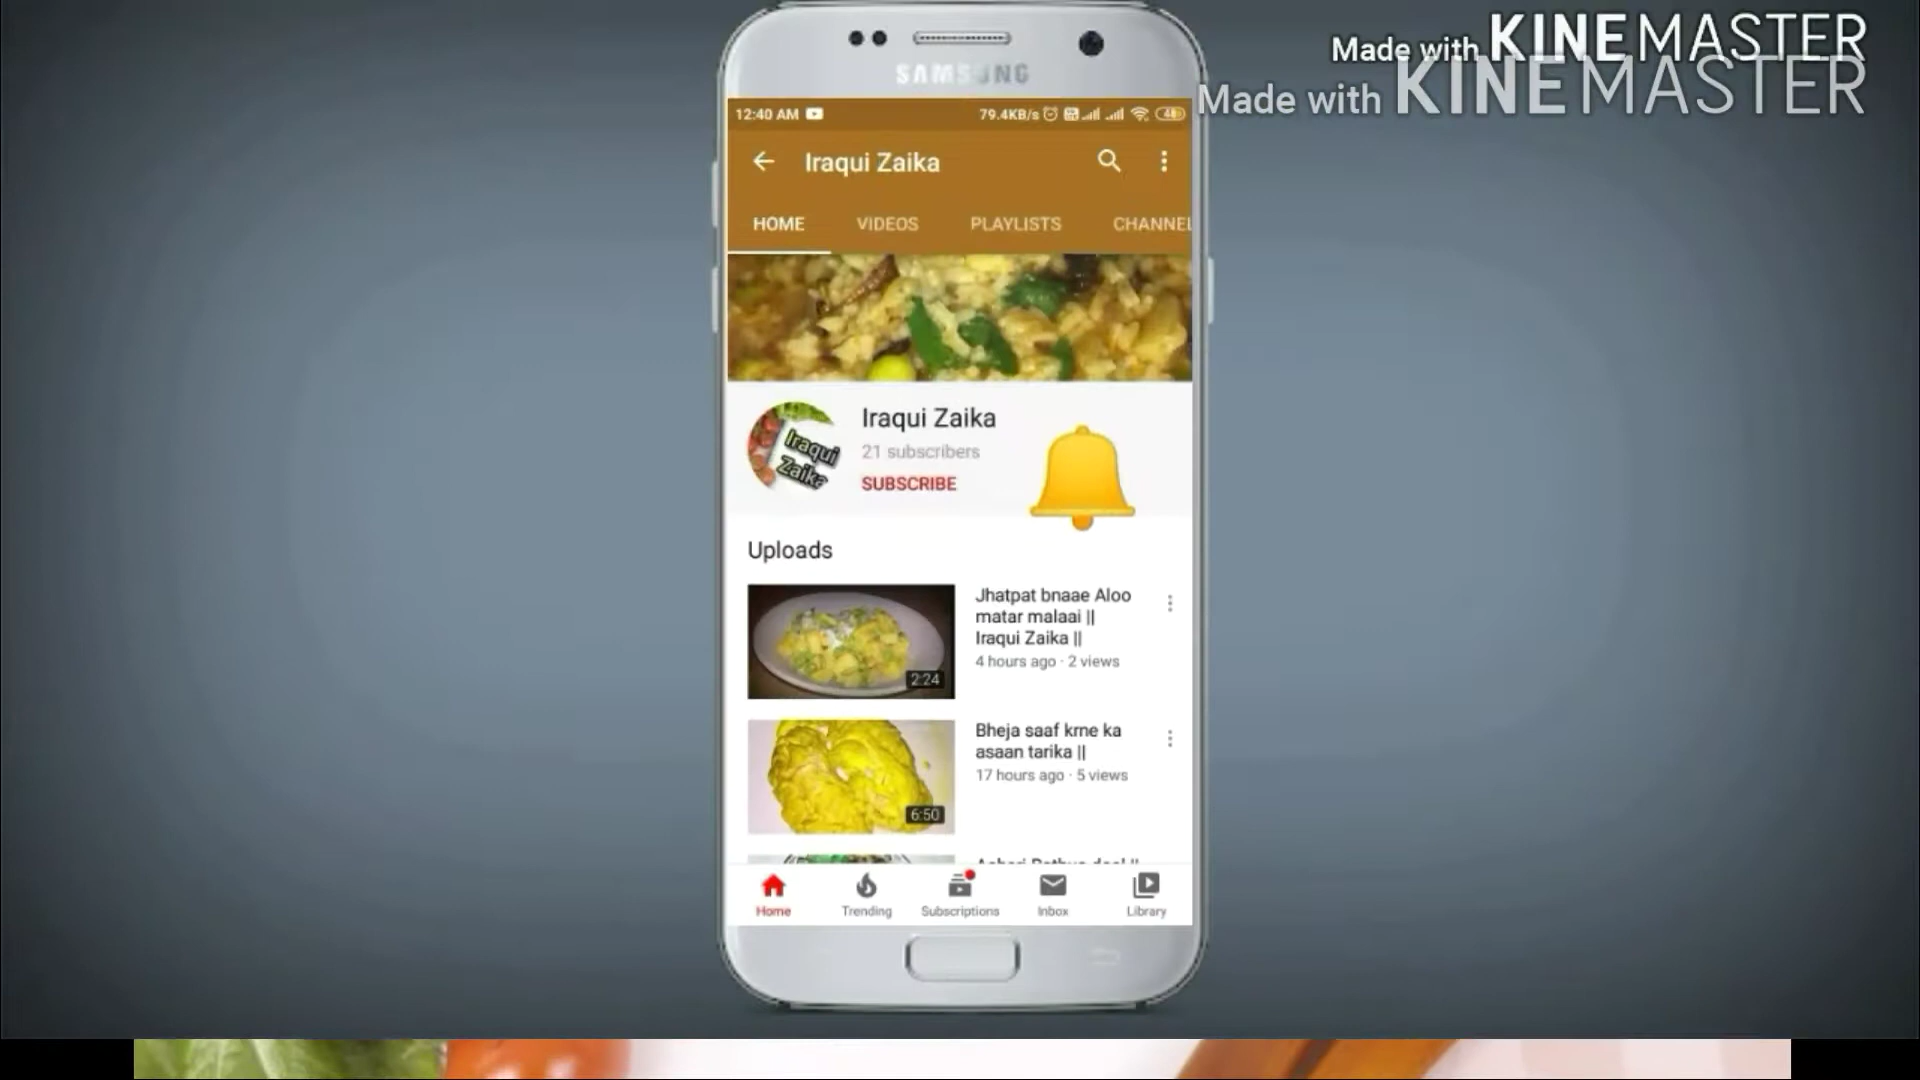 Made with KINEMASTER
Made with KINEMASTER
SAMSUNG
12:40 AM
79.4KB/s
48
Iraqui Zaika
HOME VIDEOS PLAYLISTS CHANNEL
Iraqui
Zaika
Iraqui Zaika
21 subscribers
SUBSCRIBE
Uploads
2:24
Jhatpat bnaae Aloo
matar malaai ||
Iraqui Zaika ||
4 hours ago · 2 views
6:50
Bheja saaf krne ka
asaan tarika ||
17 hours ago · 5 views
Home Trending Subscriptions Inbox Library